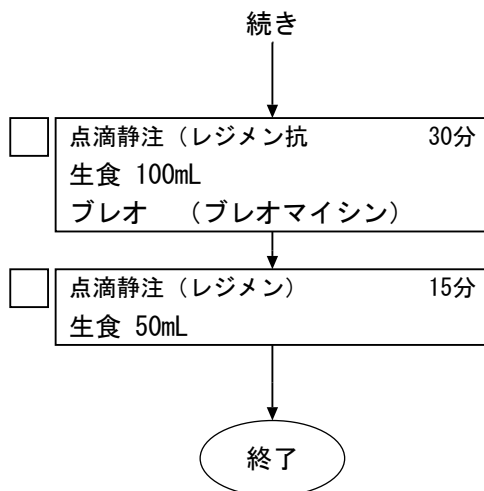 続き
点滴静注（レジメン抗 30分
生食 100mL
ブレオ （ブレオマイシン）
点滴静注（レジメン） 15分
生食 50mL
終了